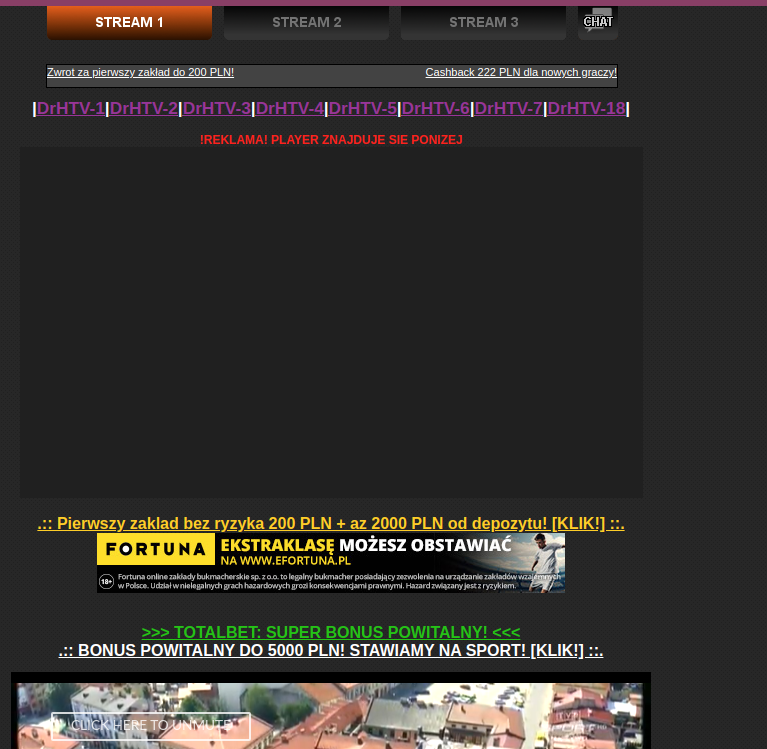 STREAM 1 STREAM 2 STREAM 3 CHAT
Zwrot za pierwszy zakład do 200 PLN! Cashback 222 PLN dla nowych graczy!
|DrHTV-1|DrHTV-2|DrHTV-3|DrHTV-4|DrHTV-5|DrHTV-6|DrHTV-7|DrHTV-18|
!REKLAMA! PLAYER ZNAJDUJE SIE PONIZEJ
.:: Pierwszy zaklad bez ryzyka 200 PLN + az 2000 PLN od depozytu! [KLIK!] ::.
FORTUNA EKSTRAKLASĘ MOŻESZ OBSTAWIAĆ
NA WWW.EFORTUNA.PL
18+ Fortuna online zakłady bukmacherskie sp. z o.o. to legalny bukmacher posiadający zezwolenia na urządzanie zakładów wzajemnych
w Polsce. Udział w nielegalnych grach hazardowych grozi konsekwencjami prawnymi. Hazard związany jest z ryzykiem.
>>> TOTALBET: SUPER BONUS POWITALNY! <<<
.:: BONUS POWITALNY DO 5000 PLN! STAWIAMY NA SPORT! [KLIK!] ::.
CLICK HERE TO UNMUTE